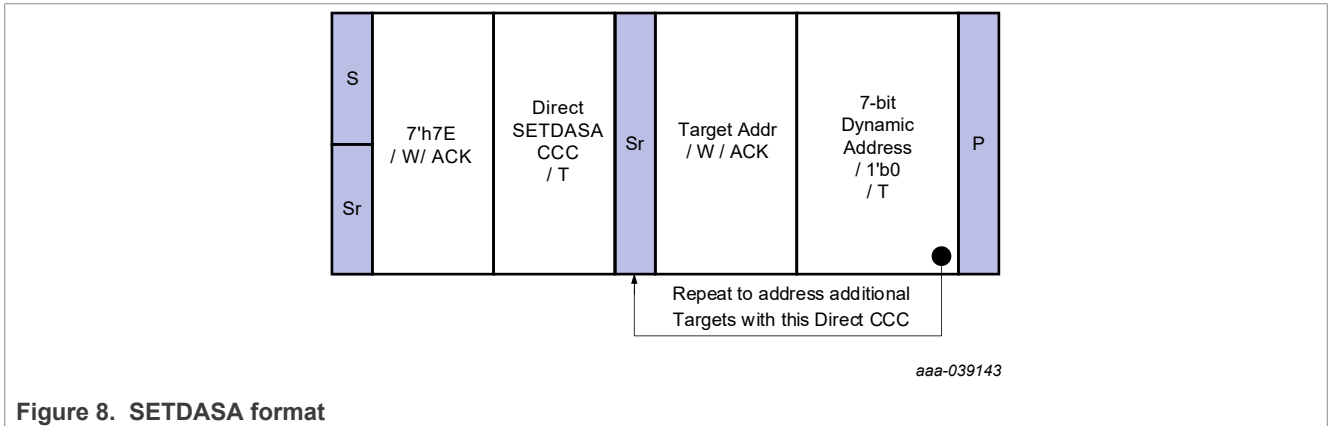 S
Sr
7'h7E
/ W/ ACK
Direct
SETDASA
CCC
/ T
Sr
Target Addr
/ W / ACK
7-bit
Dynamic
Address
/ 1'b0
/ T
P
Repeat to address additional
Targets with this Direct CCC
aaa-039143
Figure 8. SETDASA format